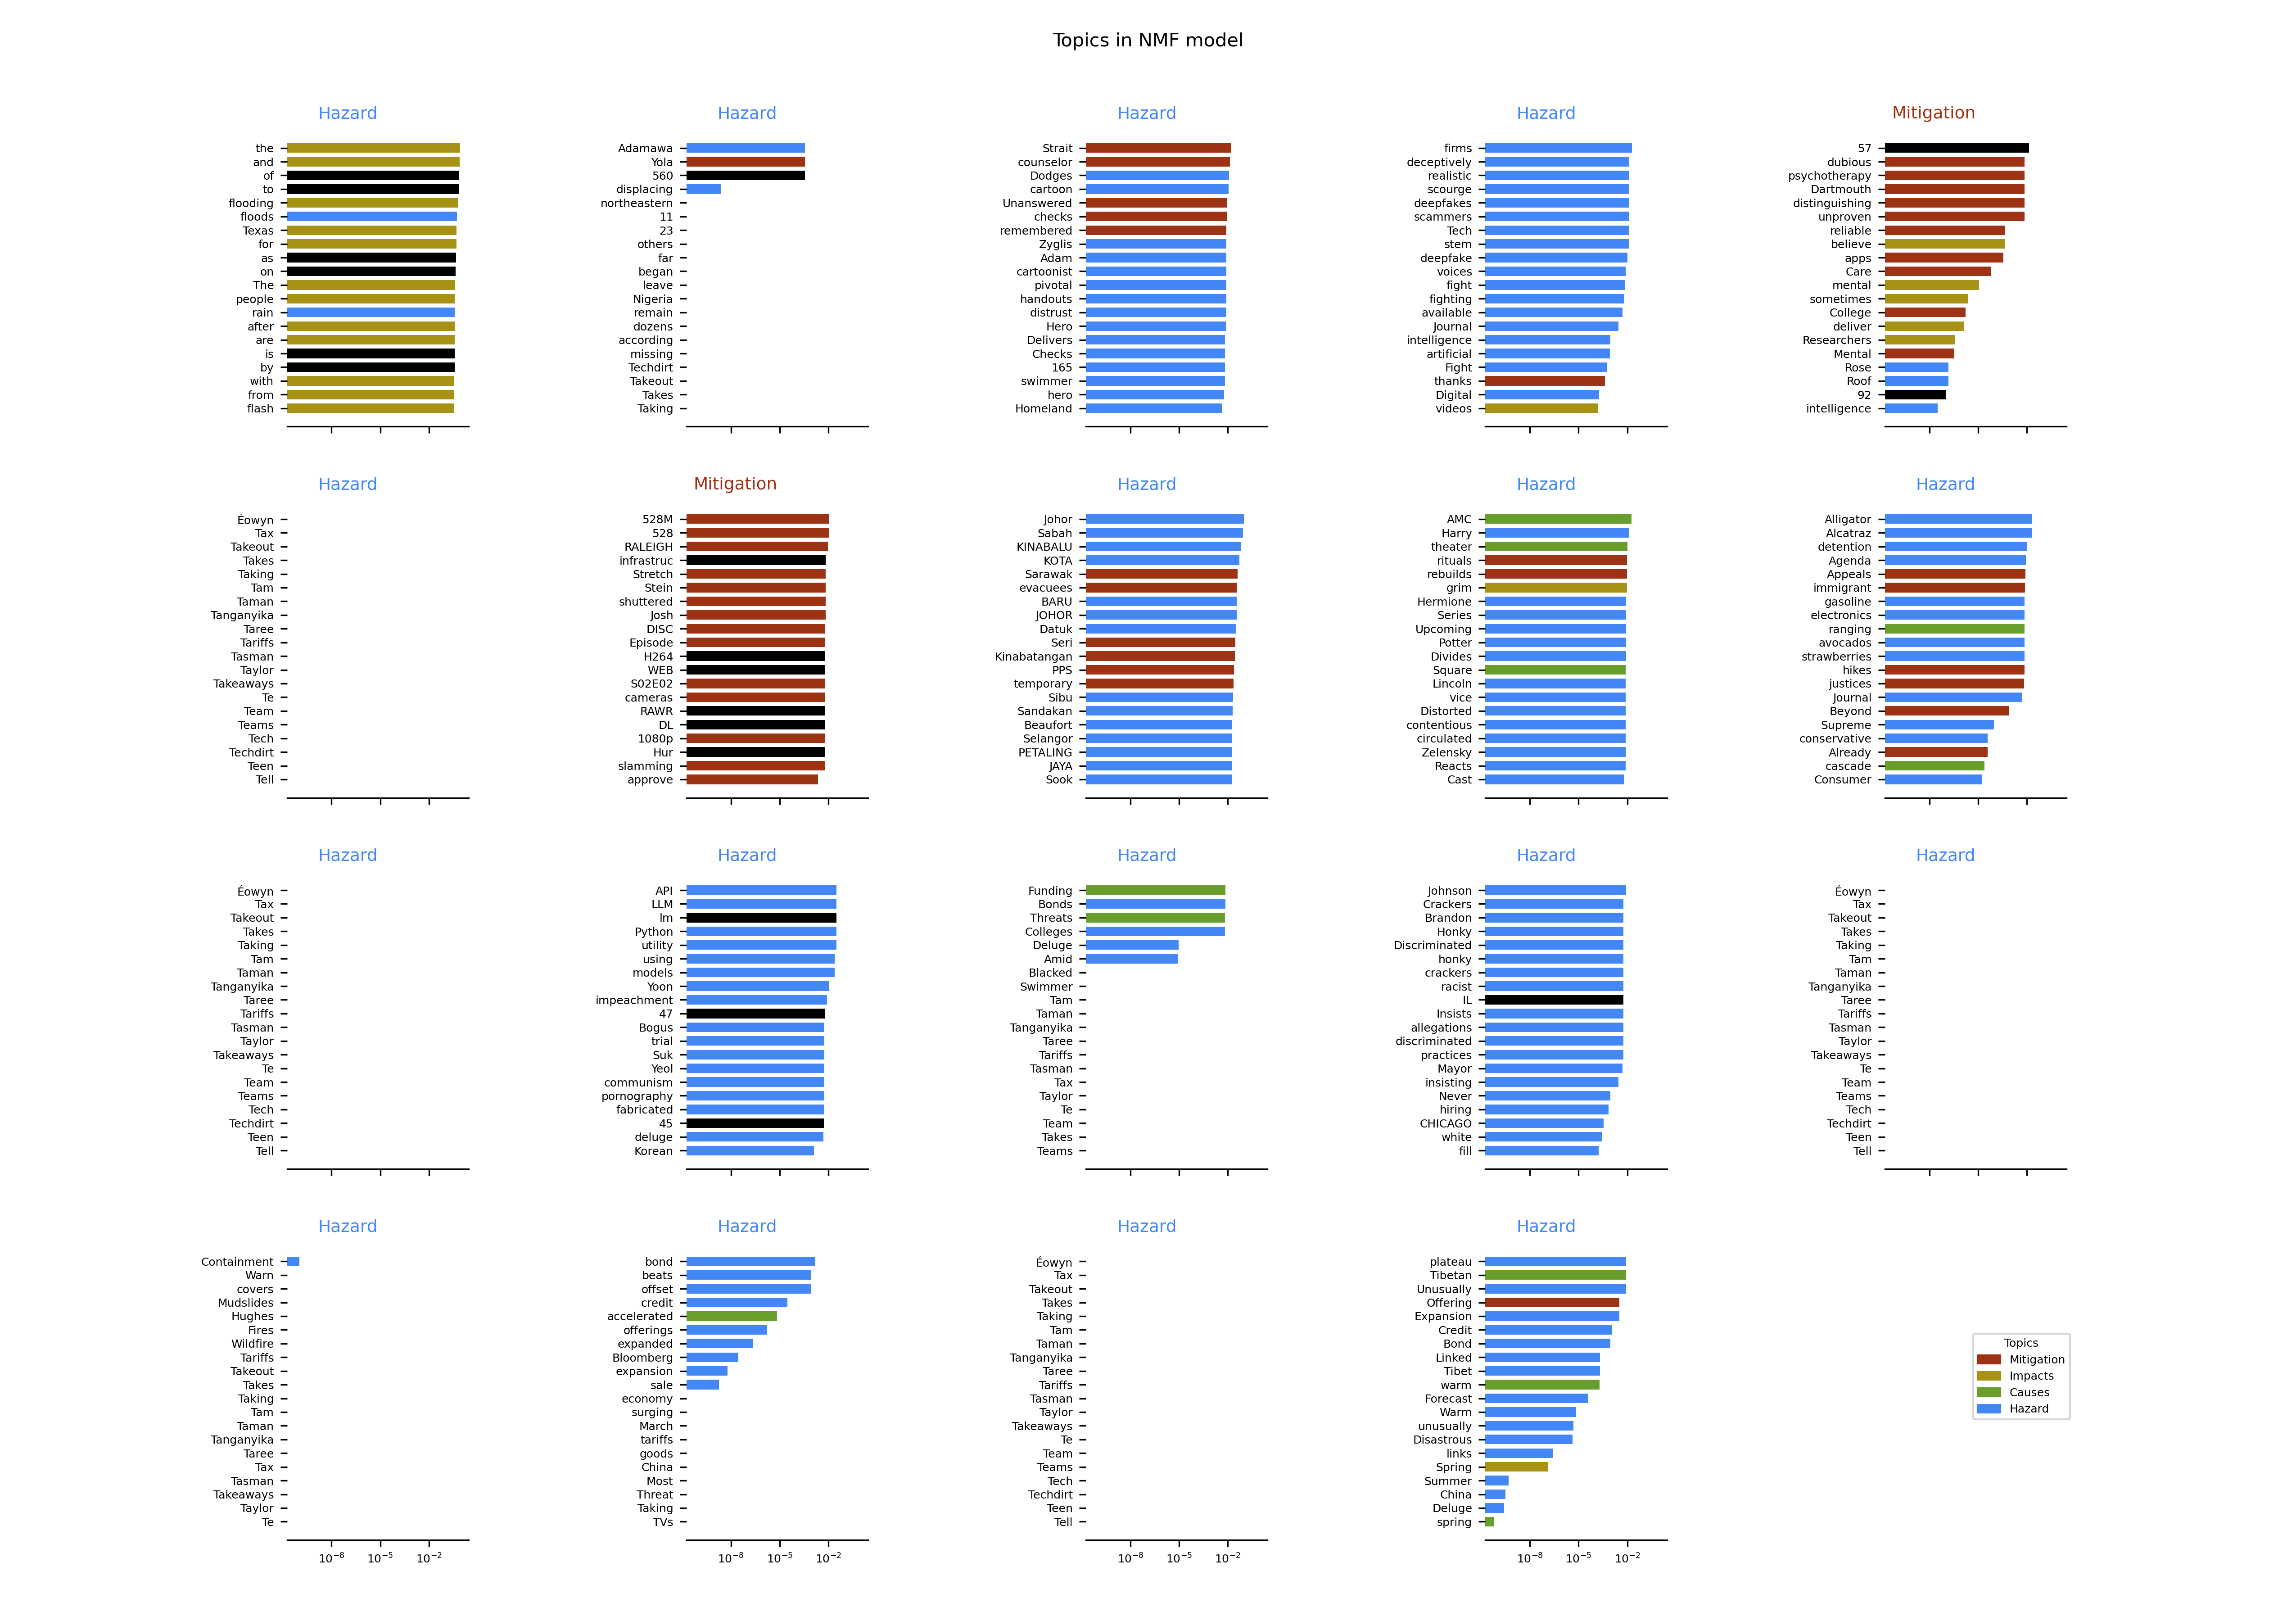 Topics in NMF model
Hazard
the
and
of
to
flooding
floods
Texas
for
as
on
The
people
rain
after
are
is
by
with
from
flash
Hazard
Adamawa
Yola
560
displacing
northeastern
11
23
others
far
began
leave
Nigeria
remain
dozens
according
missing
Techdirt
Takeout
Takes
Taking
Hazard
Strait
counselor
Dodges
cartoon
Unanswered
checks
remembered
Zyglis
Adam
cartoonist
pivotal
handouts
distrust
Hero
Delivers
Checks
165
swimmer
hero
Homeland
Hazard
firms
deceptively
realistic
scourge
deepfakes
scammers
Tech
stem
deepfake
voices
fight
fighting
available
Journal
intelligence
artificial
Fight
thanks
Digital
videos
Mitigation
57
dubious
psychotherapy
Dartmouth
distinguishing
unproven
reliable
believe
apps
Care
mental
sometimes
College
deliver
Researchers
Mental
Rose
Roof
92
intelligence
Hazard
Éowyn
Tax
Takeout
Takes
Taking
Tam
Taman
Tanganyika
Taree
Tariffs
Tasman
Taylor
Takeaways
Te
Team
Teams
Tech
Techdirt
Teen
Tell
Mitigation
528M
528
RALEIGH
infrastruc
Stretch
Stein
shuttered
Josh
DISC
Episode
H264
WEB
S02E02
cameras
RAWR
DL
1080p
Hur
slamming
approve
Hazard
Johor
Sabah
KINABALU
KOTA
Sarawak
evacuees
BARU
JOHOR
Datuk
Seri
Kinabatangan
PPS
temporary
Sibu
Sandakan
Beaufort
Selangor
PETALING
JAYA
Sook
Hazard
AMC
Harry
theater
rituals
rebuilds
grim
Hermione
Series
Upcoming
Potter
Divides
Square
Lincoln
vice
Distorted
contentious
circulated
Zelensky
Reacts
Cast
Hazard
Alligator
Alcatraz
detention
Agenda
Appeals
immigrant
gasoline
electronics
ranging
avocados
strawberries
hikes
justices
Journal
Beyond
Supreme
conservative
Already
cascade
Consumer
Hazard
Éowyn
Tax
Takeout
Takes
Taking
Tam
Taman
Tanganyika
Taree
Tariffs
Tasman
Taylor
Takeaways
Te
Team
Teams
Tech
Techdirt
Teen
Tell
Hazard
API
LLM
lm
Python
utility
using
models
Yoon
impeachment
47
Bogus
trial
Suk
Yeol
communism
pornography
fabricated
45
deluge
Korean
Hazard
Funding
Bonds
Threats
Colleges
Deluge
Amid
Blacked
Swimmer
Tam
Taman
Tanganyika
Taree
Tariffs
Tasman
Tax
Taylor
Te
Team
Takes
Teams
Hazard
Johnson
Crackers
Brandon
Honky
Discriminated
honky
crackers
racist
IL
Insists
allegations
discriminated
practices
Mayor
insisting
Never
hiring
CHICAGO
white
fill
Hazard
Éowyn
Tax
Takeout
Takes
Taking
Tam
Taman
Tanganyika
Taree
Tariffs
Tasman
Taylor
Takeaways
Te
Team
Teams
Tech
Techdirt
Teen
Tell
Hazard
Containment
Warn
covers
Mudslides
Hughes
Fires
Wildfire
Tariffs
Takeout
Takes
Taking
Tam
Taman
Tanganyika
Taree
Tax
Tasman
Takeaways
Taylor
Te
10⁻⁸ 10⁻⁵ 10⁻²
Hazard
bond
beats
offset
credit
accelerated
offerings
expanded
Bloomberg
expansion
sale
economy
surging
March
tariffs
goods
China
Most
Threat
Taking
TVs
10⁻⁸ 10⁻⁵ 10⁻²
Hazard
Éowyn
Tax
Takeout
Takes
Taking
Tam
Taman
Tanganyika
Taree
Tariffs
Tasman
Taylor
Takeaways
Te
Team
Teams
Tech
Techdirt
Teen
Tell
10⁻⁸ 10⁻⁵ 10⁻²
Hazard
plateau
Tibetan
Unusually
Offering
Expansion
Credit
Bond
Linked
Tibet
warm
Forecast
Warm
unusually
Disastrous
links
Spring
Summer
China
Deluge
spring
10⁻⁸ 10⁻⁵ 10⁻²
Topics
Mitigation
Impacts
Causes
Hazard